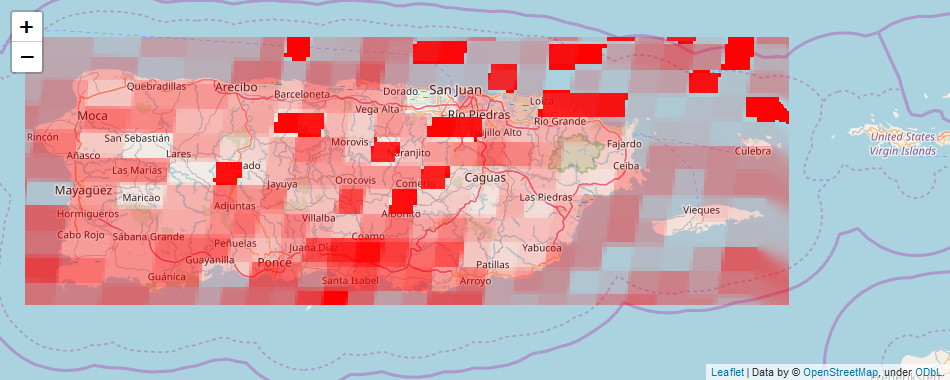 +
−
Quebradillas
Arecibo
Barceloneta
Dorado
San Juan
Loíza
Moca
Vega Alta
Río Piedras
Río Grande
Rincón
San Sebastián
Trujillo Alto
Morovis
Fajardo
Añasco
Lares
Naranjito
Culebra
United States
Virgin Islands
Las Marías
ado
Ceiba
Jayuya
Orocovis
Comerío
Caguas
Mayagüez
Maricao
Las Piedras
Hormigueros
Adjuntas
Villalba
Aibonito
Vieques
Cabo Rojo
Sábana Grande
Peñuelas
Coamo
Juana Díaz
Yabucoa
Guayanilla
Ponce
Patillas
Guánica
Santa Isabel
Arroyo
Leaflet | Data by © OpenStreetMap, under ODbL.